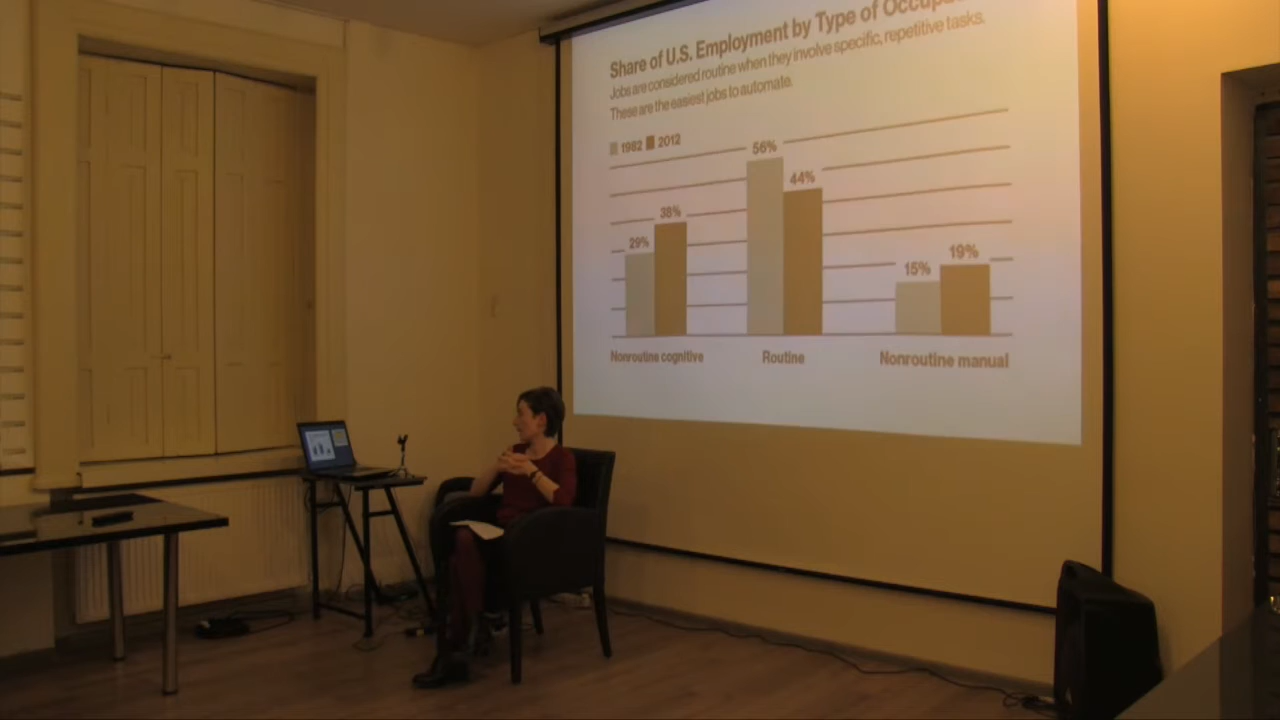 Share of U.S. Employment by Type of
Jobs are considered routine when they involve specific, repetitive tasks.
These are the easiest jobs to automate.
1982 2012
56%
44%
38%
29%
19%
15%
Nonroutine cognitive Routine Nonroutine manual